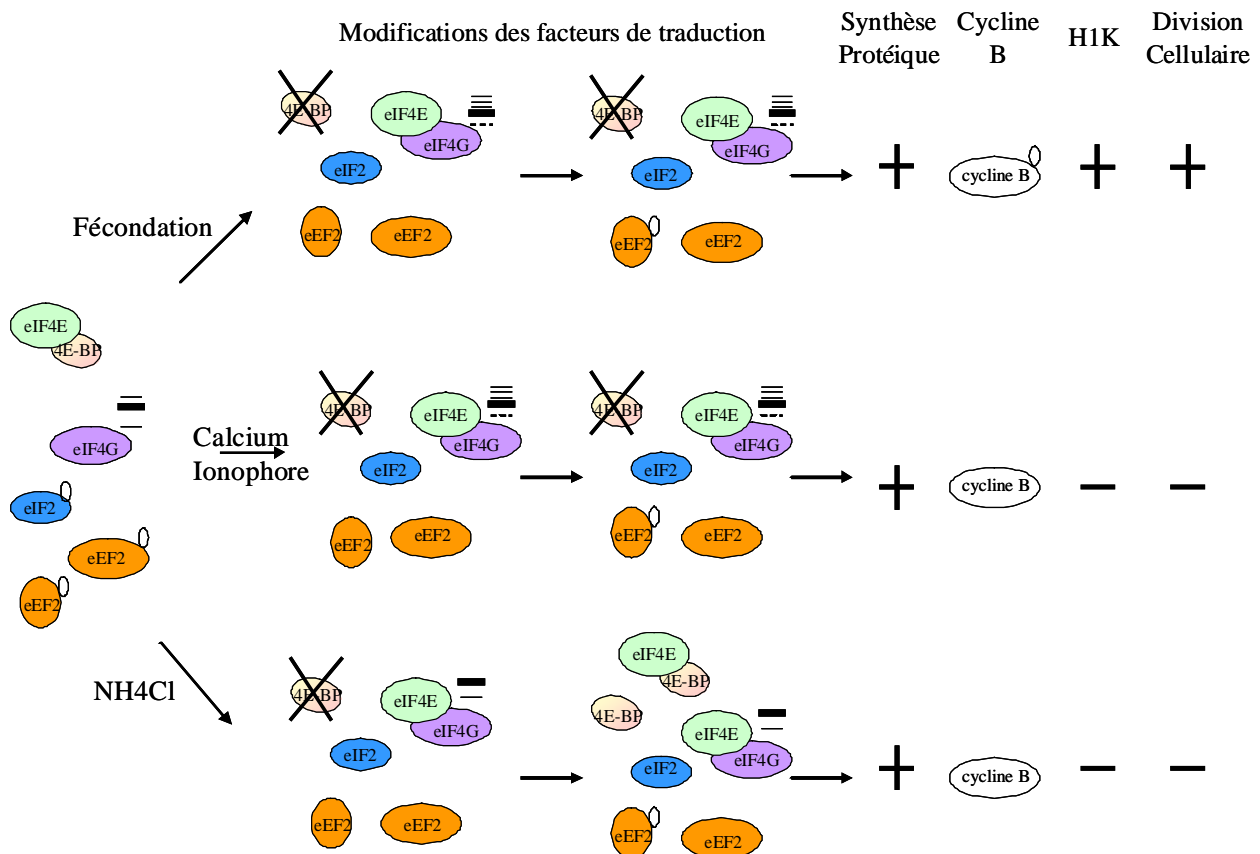 Modifications des facteurs de traduction
Synthèse
Protéique
Cycline
B
H1K
Division
Cellulaire
Fécondation
4E-BP
eIF4E
eIF4G
eIF2
eEF2
eEF2
4E-BP
eIF4E
eIF4G
eIF2
eEF2
eEF2
+
cycline B
+
+
eIF4E
4E-BP
eIF4G
eIF2
eEF2
eEF2
Calcium
Ionophore
4E-BP
eIF4E
eIF4G
eIF2
eEF2
eEF2
4E-BP
eIF4E
eIF4G
eIF2
eEF2
eEF2
+
cycline B
−
−
NH4Cl
4E-BP
eIF4E
eIF4G
eIF2
eEF2
eEF2
eIF4E
4E-BP
4E-BP
eIF4E
eIF4G
eIF2
eEF2
eEF2
+
cycline B
−
−